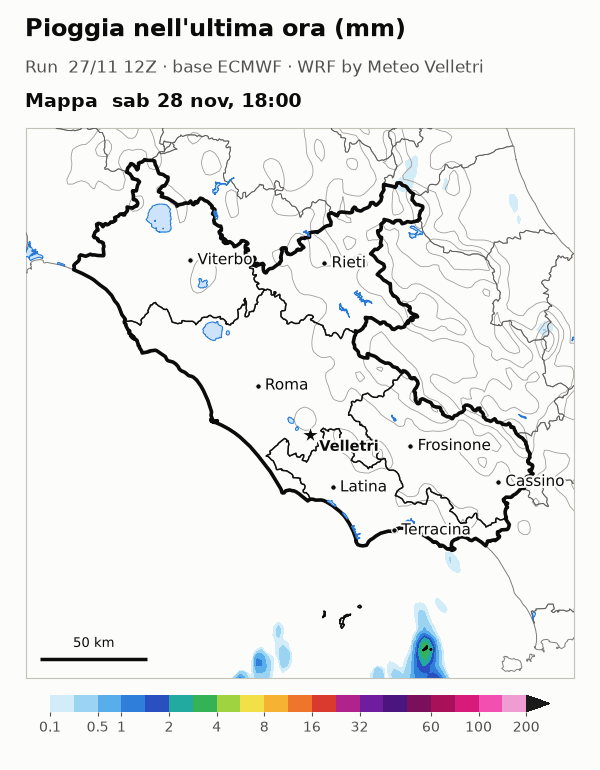 Pioggia nell'ultima ora (mm)
Run 27/11 12Z · base ECMWF · WRF by Meteo Velletri
Mappa sab 28 nov, 18:00
Viterbo
Rieti
Roma
Velletri
Frosinone
Latina
Cassino
Terracina
50 km
0.1 0.5 1 2 4 8 16 32 60 100 200